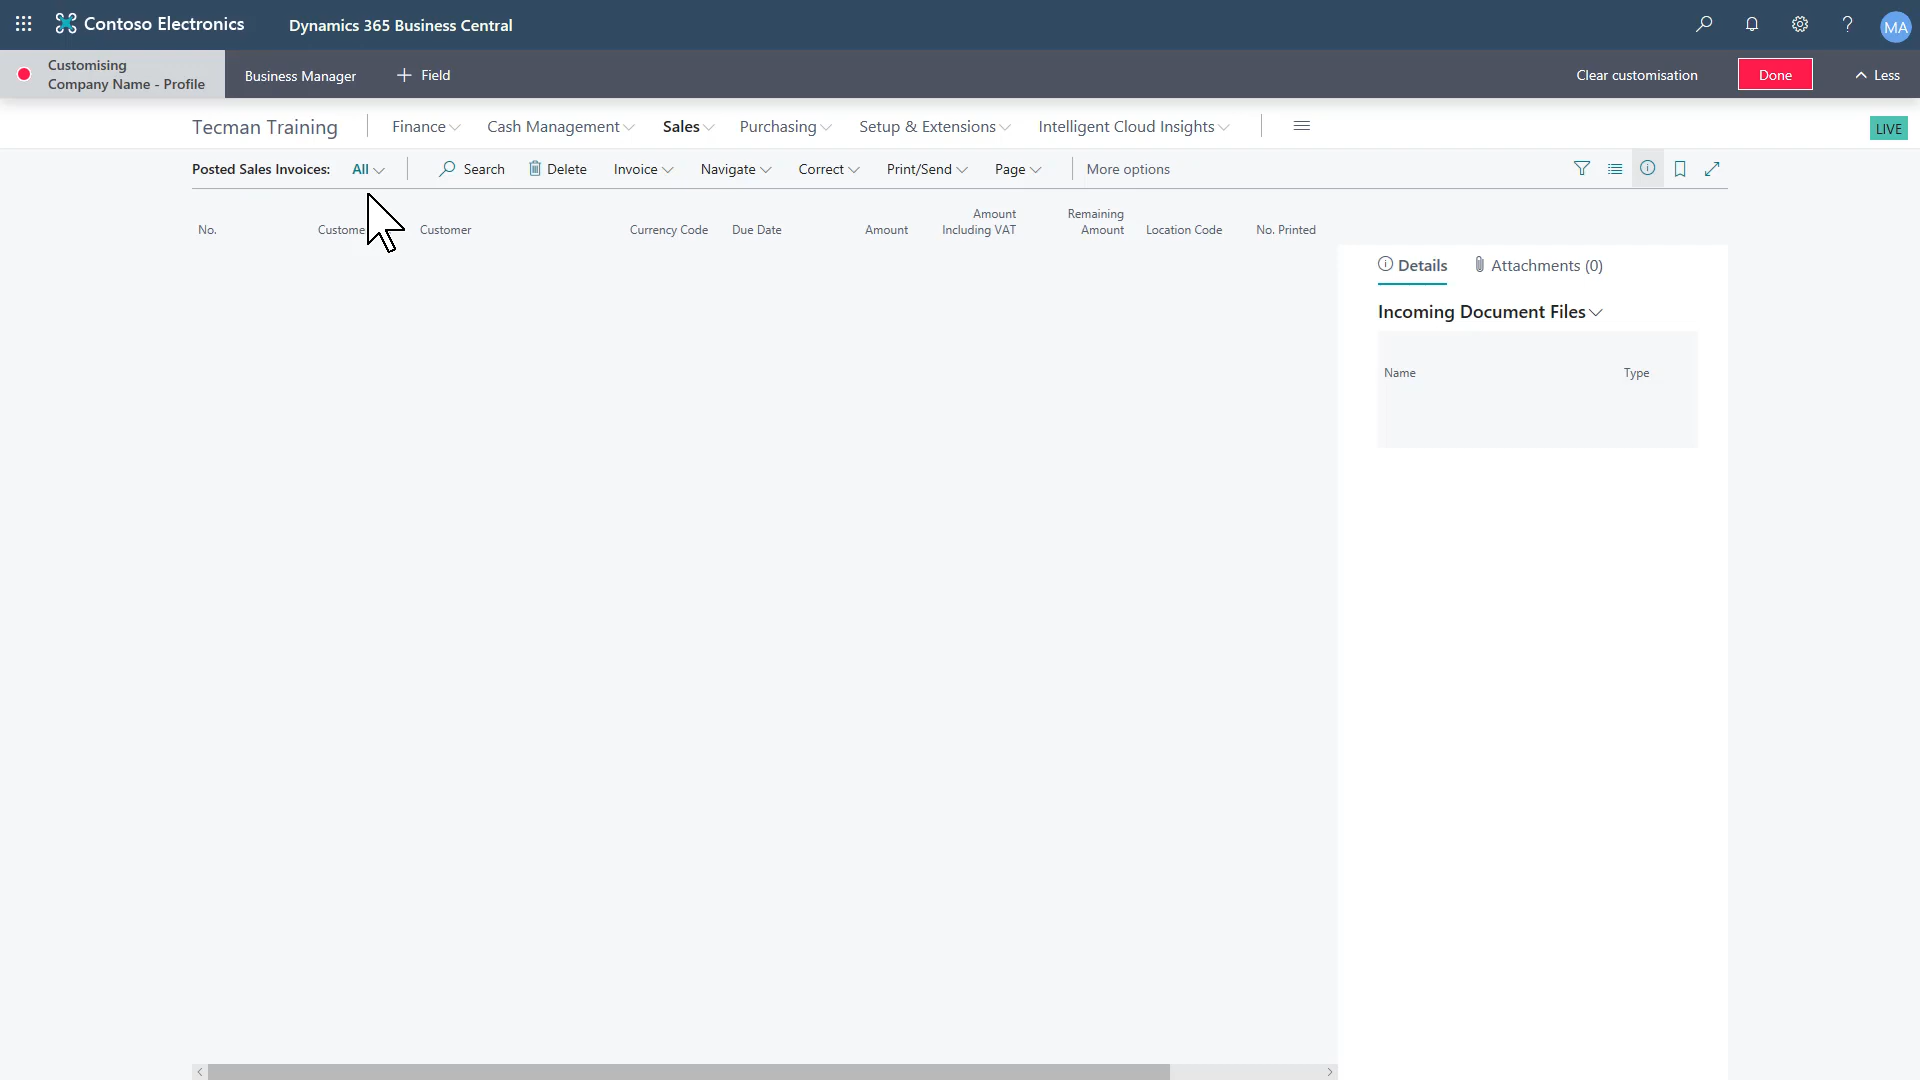 Contoso Electronics
Dynamics 365 Business Central
MA
Customising
Company Name - Profile
Business Manager
Field
Clear customisation
Done
Less
Tecman Training
Finance
Cash Management
Sales
Purchasing
Setup & Extensions
Intelligent Cloud Insights
LIVE
Posted Sales Invoices:
All
Search
Delete
Invoice
Navigate
Correct
Print/Send
Page
More options
No.
Custome
Customer
Currency Code
Due Date
Amount
Amount
Including VAT
Remaining
Amount
Location Code
No. Printed
Details
Attachments (0)
Incoming Document Files
Name
Type